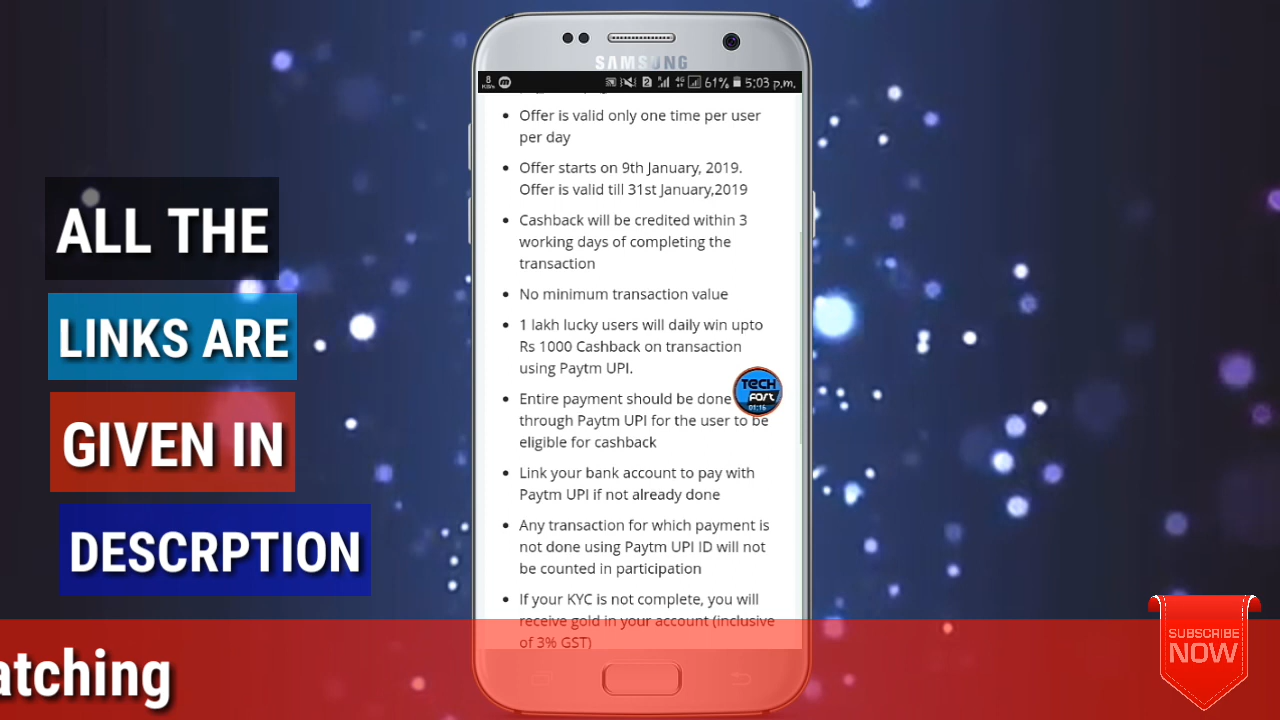 ALL THE
LINKS ARE
GIVEN IN
DESCRPTION
SAMSUNG
8
KB/s
2
4G
61%
5:03 p.m.
• Offer is valid only one time per user
per day
• Offer starts on 9th January, 2019.
Offer is valid till 31st January,2019
• Cashback will be credited within 3
working days of completing the
transaction
• No minimum transaction value
• 1 lakh lucky users will daily win upto
Rs 1000 Cashback on transaction
using Paytm UPI.
• Entire payment should be done
through Paytm UPI for the user to be
eligible for cashback
• Link your bank account to pay with
Paytm UPI if not already done
• Any transaction for which payment is
not done using Paytm UPI ID will not
be counted in participation
• If your KYC is not complete, you will
receive gold in your account (inclusive
of 3% GST)
TECH
Fort
01:16
atching
SUBSCRIBE
NOW